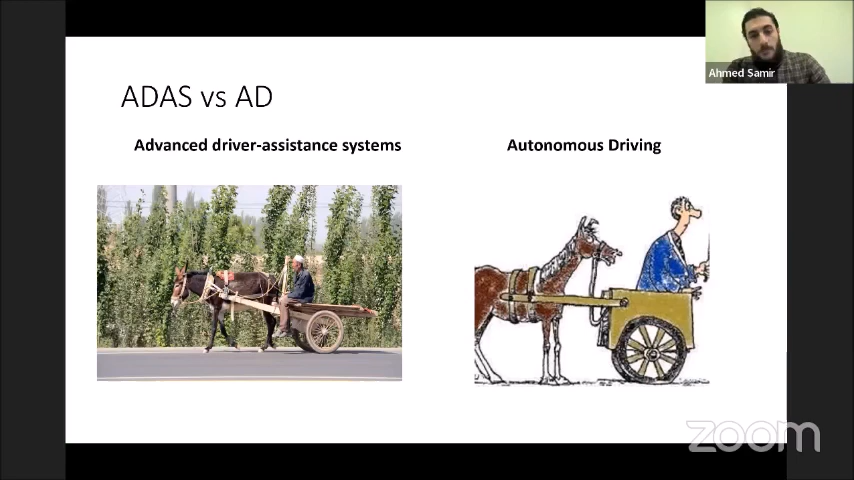 Ahmed Samir
ADAS vs AD
Advanced driver-assistance systems
Autonomous Driving
zoom